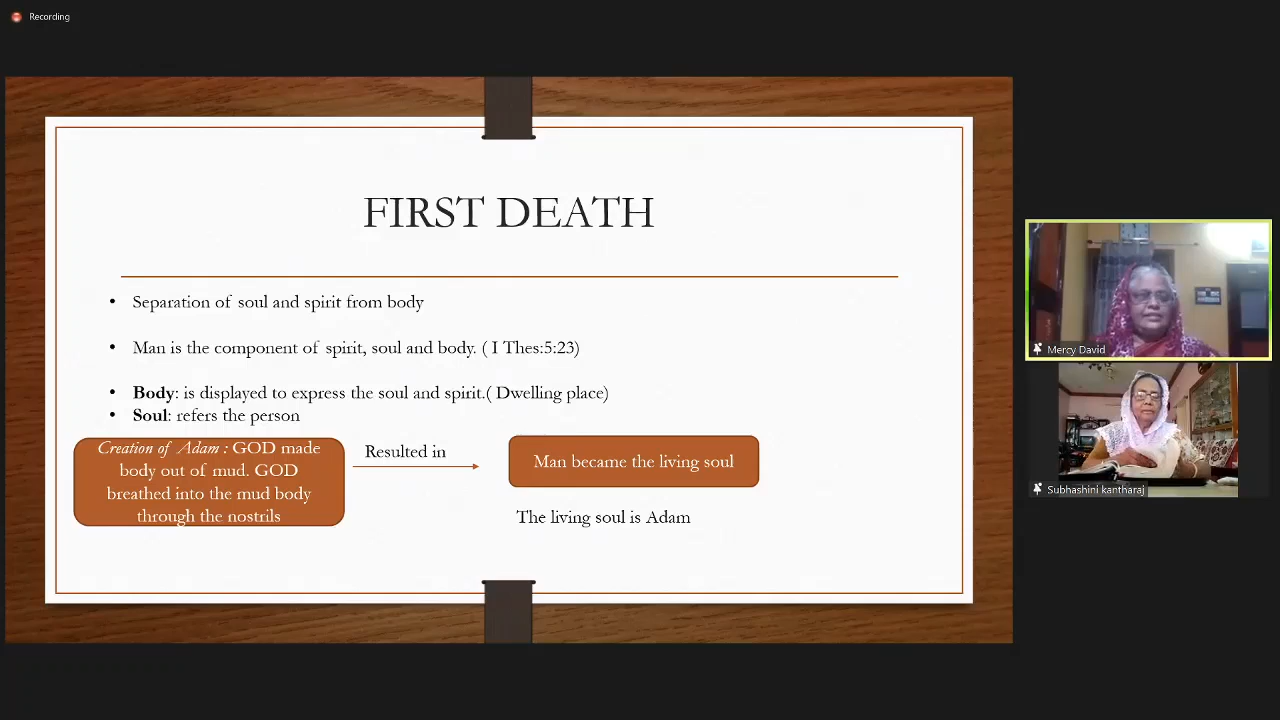 Recording
FIRST DEATH
• Separation of soul and spirit from body
• Man is the component of spirit, soul and body. ( I Thes:5:23)
• Body: is displayed to express the soul and spirit.( Dwelling place)
• Soul: refers the person
Creation of Adam : GOD made
body out of mud. GOD
breathed into the mud body
through the nostrils
Resulted in
Man became the living soul
The living soul is Adam
Mercy David
Subhashini kantharaj